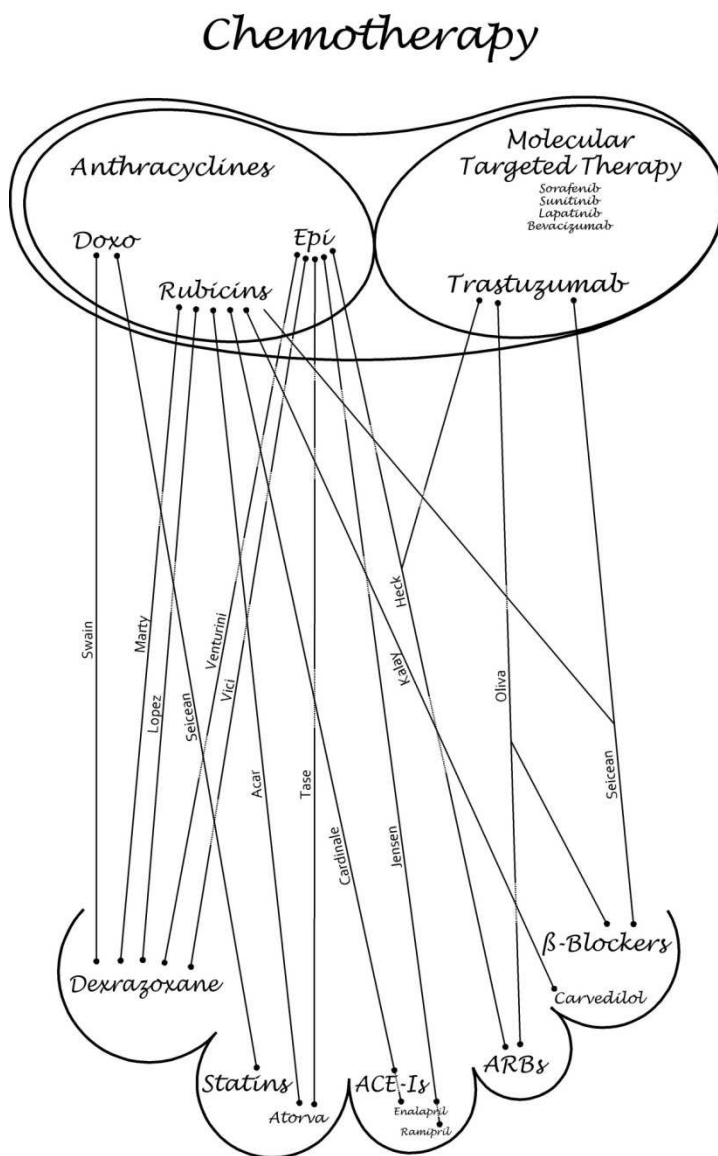 Chemotherapy
Anthracyclines
Molecular
Targeted Therapy
Sorafenib
Sunitinib
Lapatinib
Bevacizumab
Doxo
Epi
Rubicins
Trastuzumab
Swain
Marty
Lopez
Seicean
Venturini
Vici
Acar
Tase
Cardinale
Jensen
Heck
Kalay
Oliva
Seicean
Dexrazoxane
Statins
Atorva
ACE-Is
Enalapril
Ramipril
ARBs
β-Blockers
Carvedilol